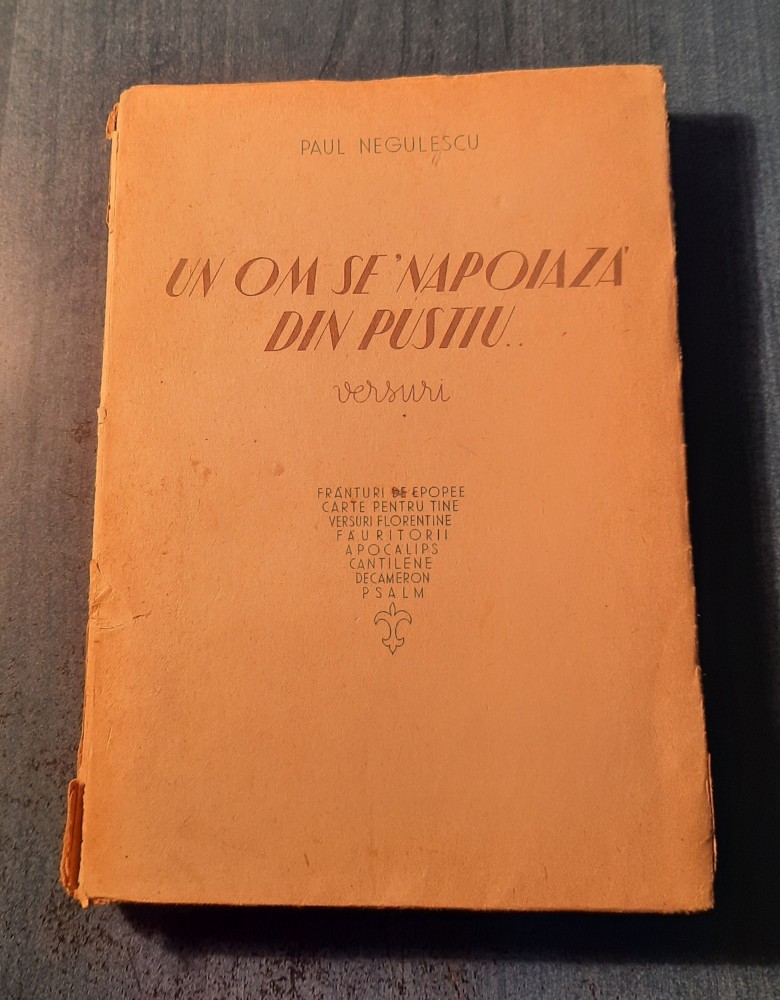 PAUL NEGULESCU
UN OM SE 'NAPOIAZĂ
DIN PUSTIU..
versuri
FRÂNTURI DE EPOPEE
CARTE PENTRU TINE
VERSURI FLORENTINE
FĂURITORII
APOCALIPS
CANTILENE
DECAMERON
PSALM